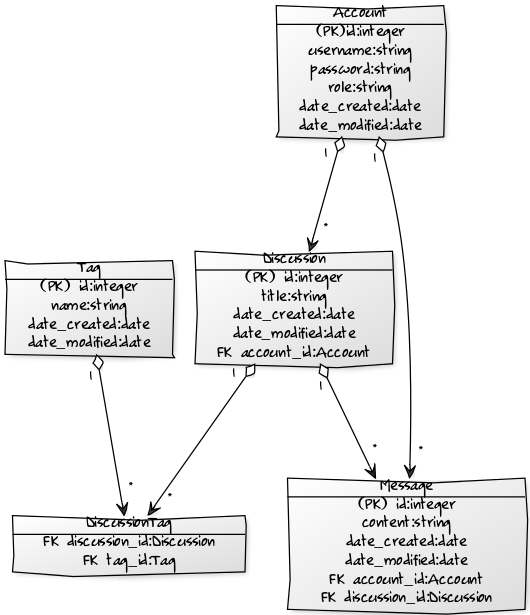 Account
(PK)id:integer
username:string
password:string
role:string
date_created:date
date_modified:date
1
1
*
Tag
(PK) id:integer
name:string
date_created:date
date_modified:date
Discussion
(PK) id:integer
title:string
date_created:date
date_modified:date
FK account_id:Account
1
1
1
*
*
*
*
DiscussionTag
FK discussion_id:Discussion
FK tag_id:Tag
Message
(PK) id:integer
content:string
date_created:date
date_modified:date
FK account_id:Account
FK discussion_id:Discussion